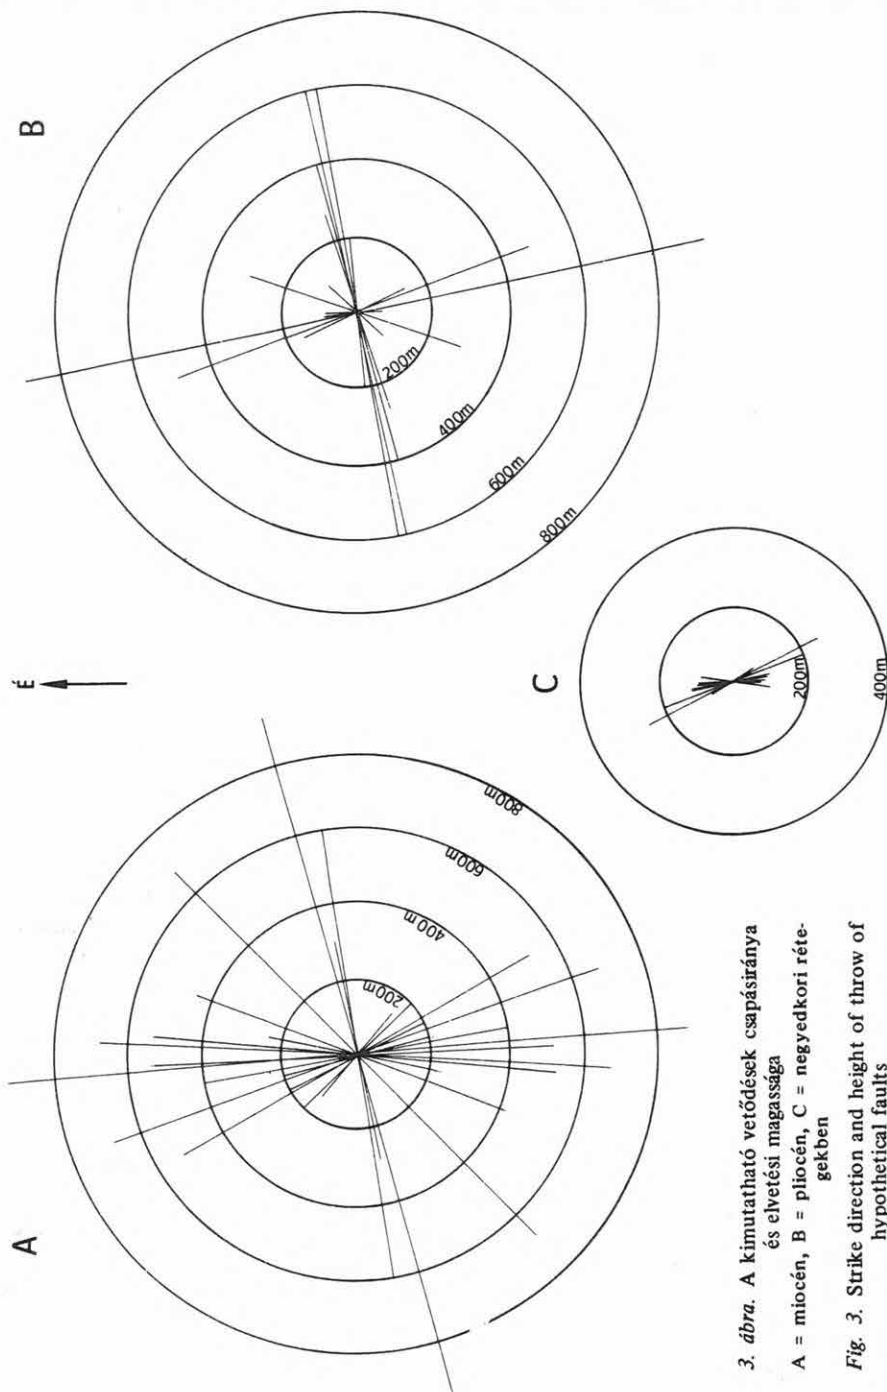 A
B
É
C
200m
400m
600m
800m
200m
400m
600m
800m
200m
400m
3. ábra. A kimutatható vetődések csapásiránya
és elvetési magassága
A = miocén, B = pliocén, C = negyedkori réte-
gekben
Fig. 3. Strike direction and height of throw of
hypothetical faults